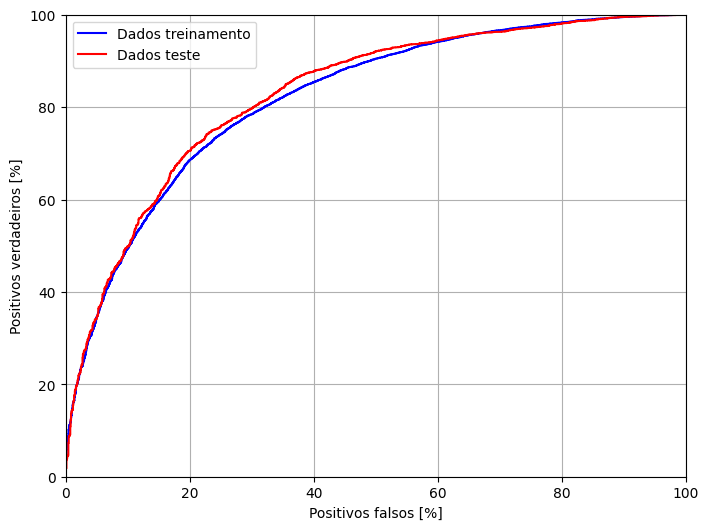 Dados treinamento
Dados teste
Positivos verdadeiros [%]
100
80
60
40
20
0
0 20 40 60 80 100
Positivos falsos [%]